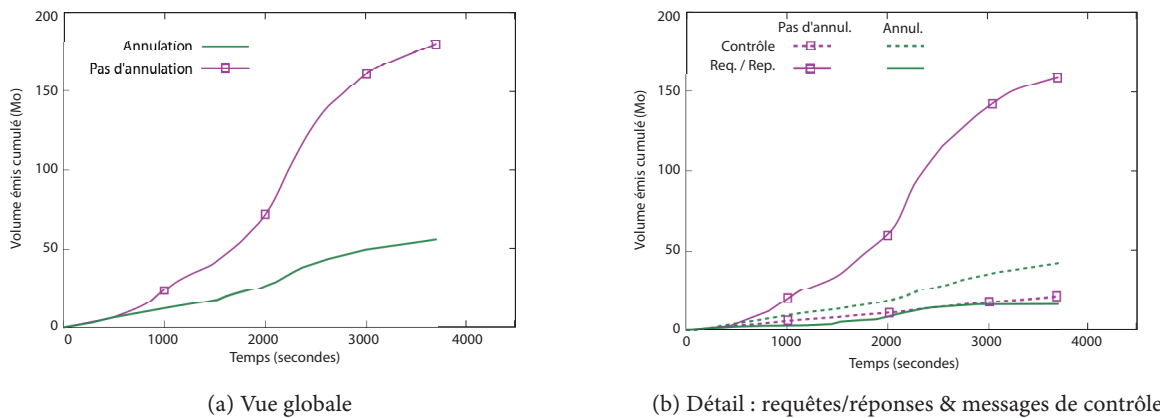 200
150
100
50
0
Volume émis cumulé (Mo)
Annulation
Pas d'annulation
0 1000 2000 3000 4000
Temps (secondes)
(a) Vue globale
200
150
100
50
0
Volume émis cumulé (Mo)
Pas d'annul. Annul.
Contrôle
Req. / Rep.
0 1000 2000 3000 4000
Temps (secondes)
(b) Détail : requêtes/réponses & messages de contrôle